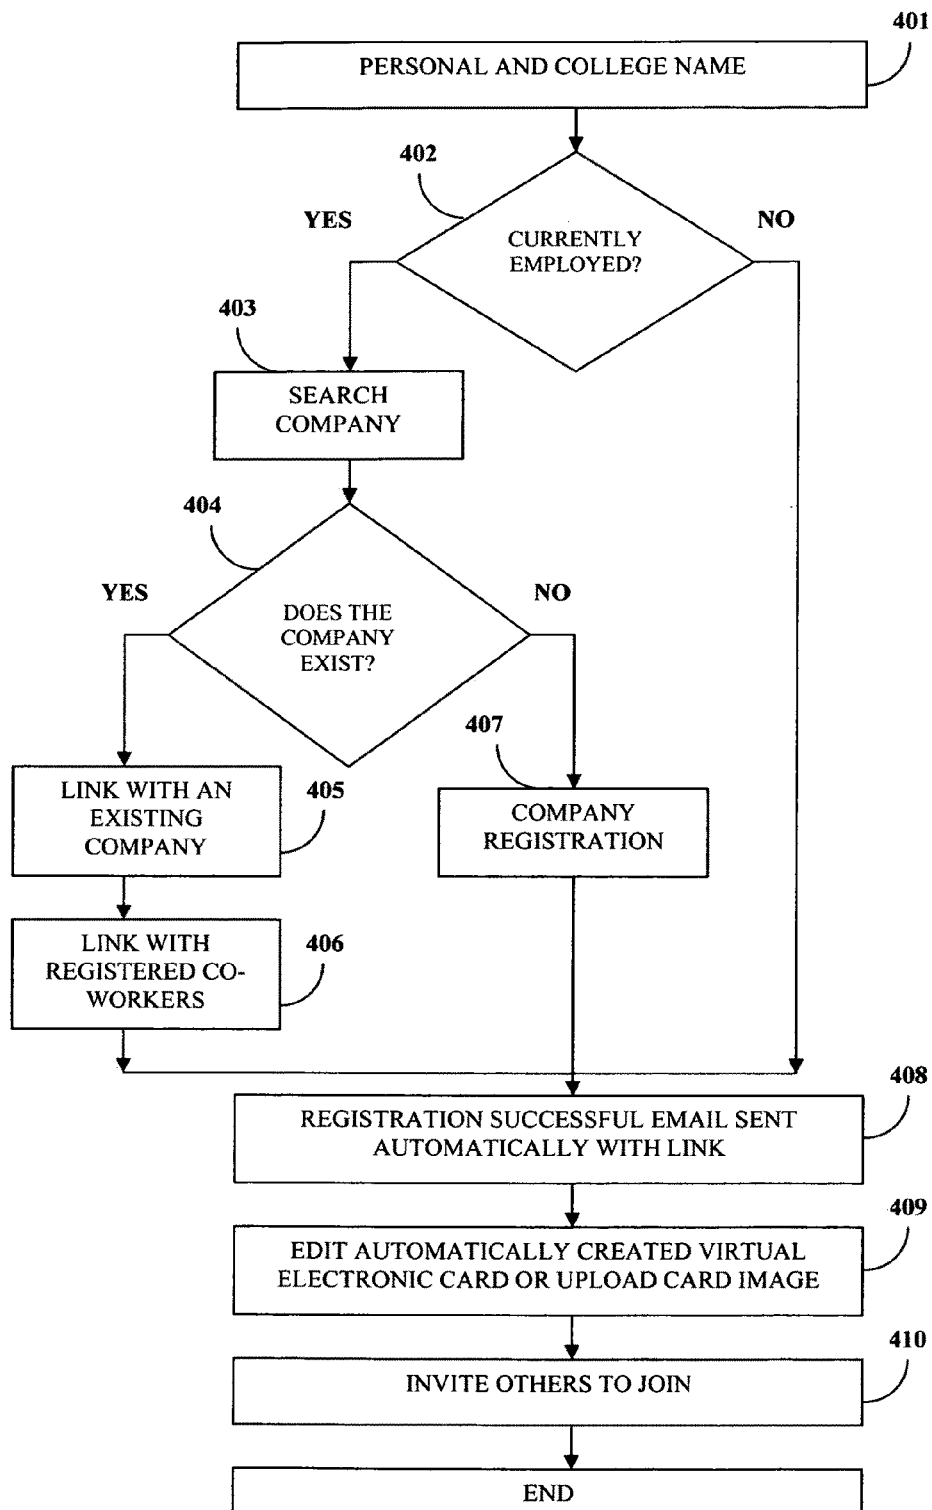 401
PERSONAL AND COLLEGE NAME
402
YES
NO
CURRENTLY
EMPLOYED?
403
SEARCH
COMPANY
404
YES
NO
DOES THE
COMPANY
EXIST?
407
LINK WITH AN
EXISTING
COMPANY
405
COMPANY
REGISTRATION
LINK WITH
REGISTERED CO-
WORKERS
406
408
REGISTRATION SUCCESSFUL EMAIL SENT
AUTOMATICALLY WITH LINK
409
EDIT AUTOMATICALLY CREATED VIRTUAL
ELECTRONIC CARD OR UPLOAD CARD IMAGE
410
INVITE OTHERS TO JOIN
END